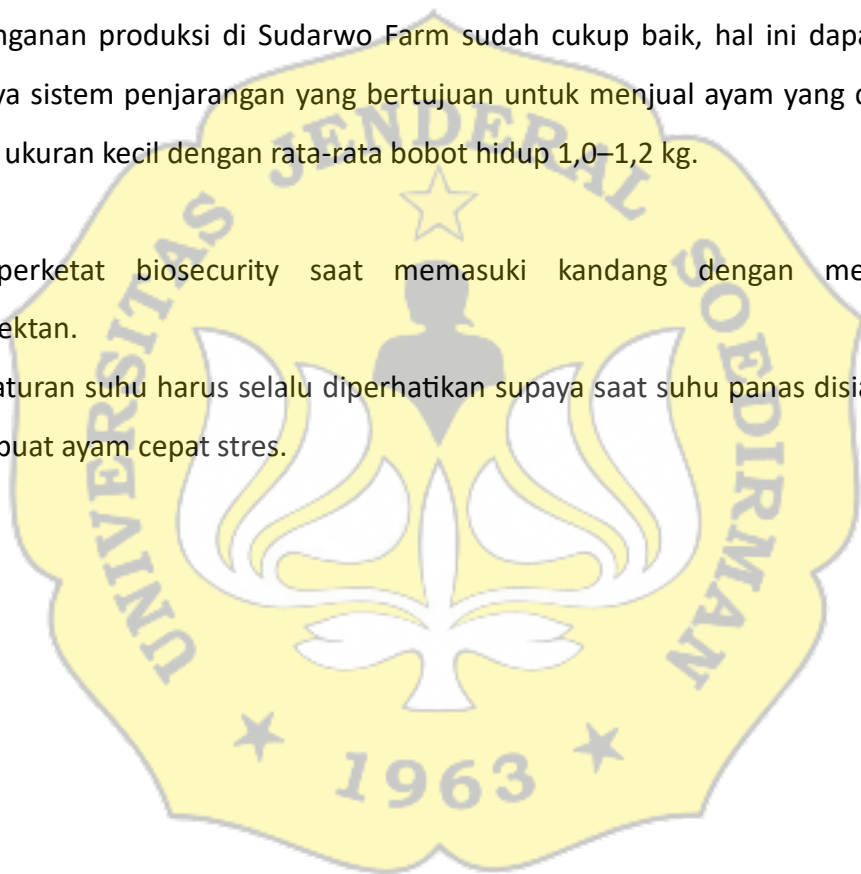 nganan produksi di Sudarwo Farm sudah cukup baik, hal ini dapa
ya sistem penjarangan yang bertujuan untuk menjual ayam yang
ukuran kecil dengan rata-rata bobot hidup 1,0–1,2 kg.
perketat biosecurity saat memasuki kandang dengan me
ektan.
aturan suhu harus selalu diperhatikan supaya saat suhu panas disia
buat ayam cepat stres.
UNIVERSITAS JENDERAL SOEDIRMAN
1963